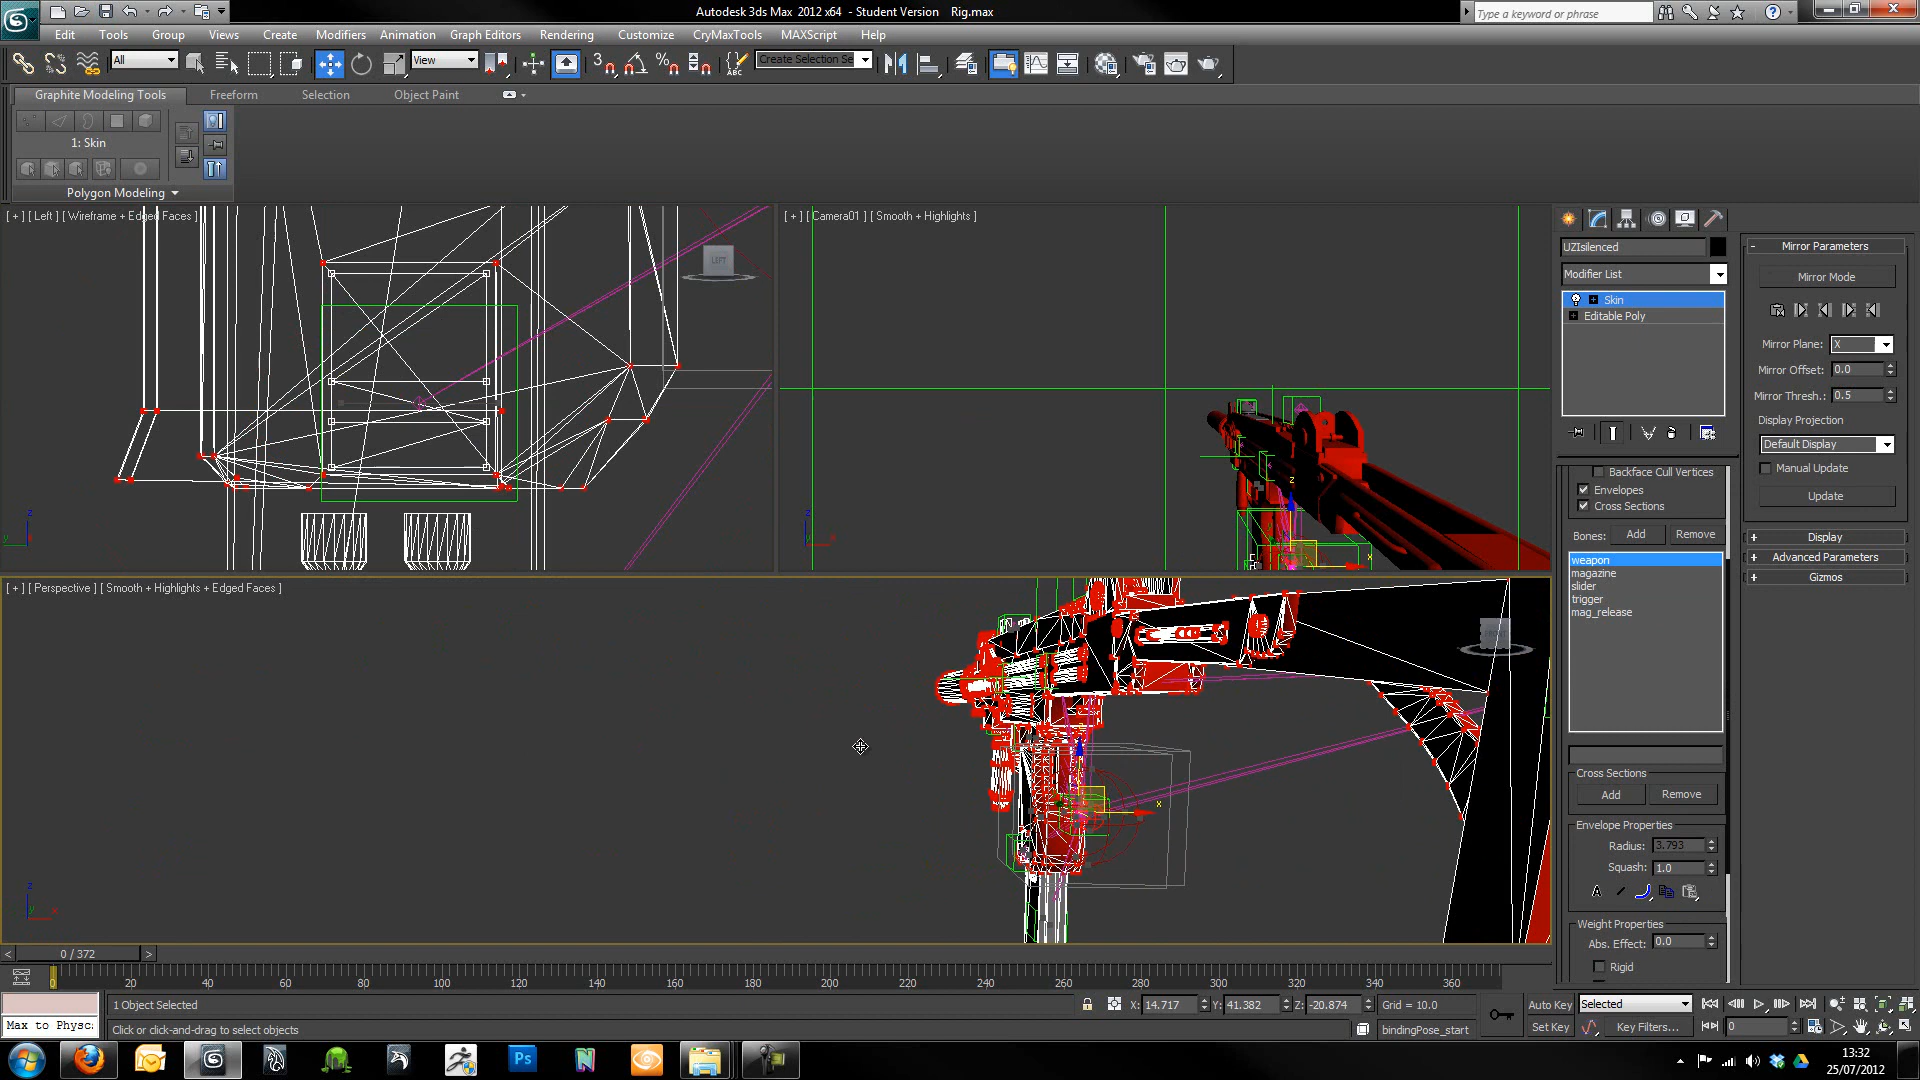 Autodesk 3ds Max 2012 x64 - Student Version Rig.max
Type a keyword or phrase
Edit Tools Group Views Create Modifiers Animation Graph Editors Rendering Customize CryMaxTools MAXScript Help
All
View
3
ABC
Create Selection Se
Graphite Modeling Tools Freeform Selection Object Paint
1: Skin
Polygon Modeling
[ + ] [ Left ] [ Wireframe + Edged Faces ]
LEFT
[ + ] [ Camera01 ] [ Smooth + Highlights ]
[ + ] [ Perspective ] [ Smooth + Highlights + Edged Faces ]
FRONT
UZIsilenced
Modifier List
Skin
Editable Poly
Backface Cull Vertices
Envelopes
Cross Sections
Bones: Add Remove
weapon
magazine
slider
trigger
mag_release
Cross Sections
Add Remove
Envelope Properties
Radius: 3.793
Squash: 1.0
Weight Properties
Abs. Effect: 0.0
Rigid
Mirror Parameters
Mirror Mode
Mirror Plane: X
Mirror Offset: 0.0
Mirror Thresh.: 0.5
Display Projection
Default Display
Manual Update
Update
Display
Advanced Parameters
Gizmos
0 / 372
0 20 40 60 80 100 120 140 160 180 200 220 240 260 280 300 320 340 360
1 Object Selected
X: 14.717 Y: 41.382 Z: -20.874 Grid = 10.0
Auto Key Selected
Max to Physc:
Click or click-and-drag to select objects
bindingPose_start
Set Key Key Filters... 0
Ps
13:32
25/07/2012